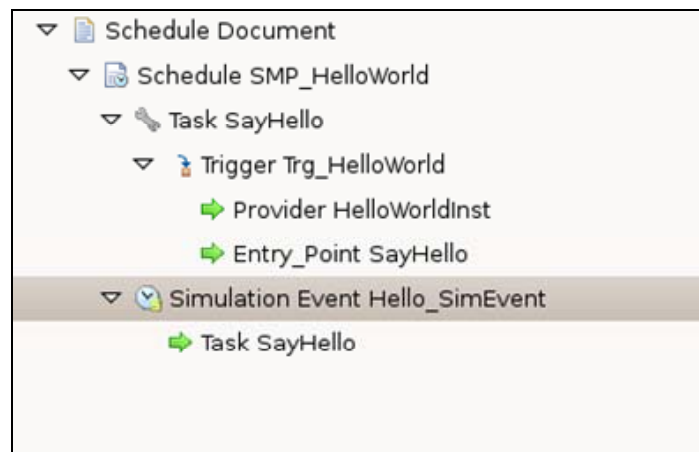 Schedule Document
Schedule SMP_HelloWorld
Task SayHello
Trigger Trg_HelloWorld
Provider HelloWorldInst
Entry_Point SayHello
Simulation Event Hello_SimEvent
Task SayHello